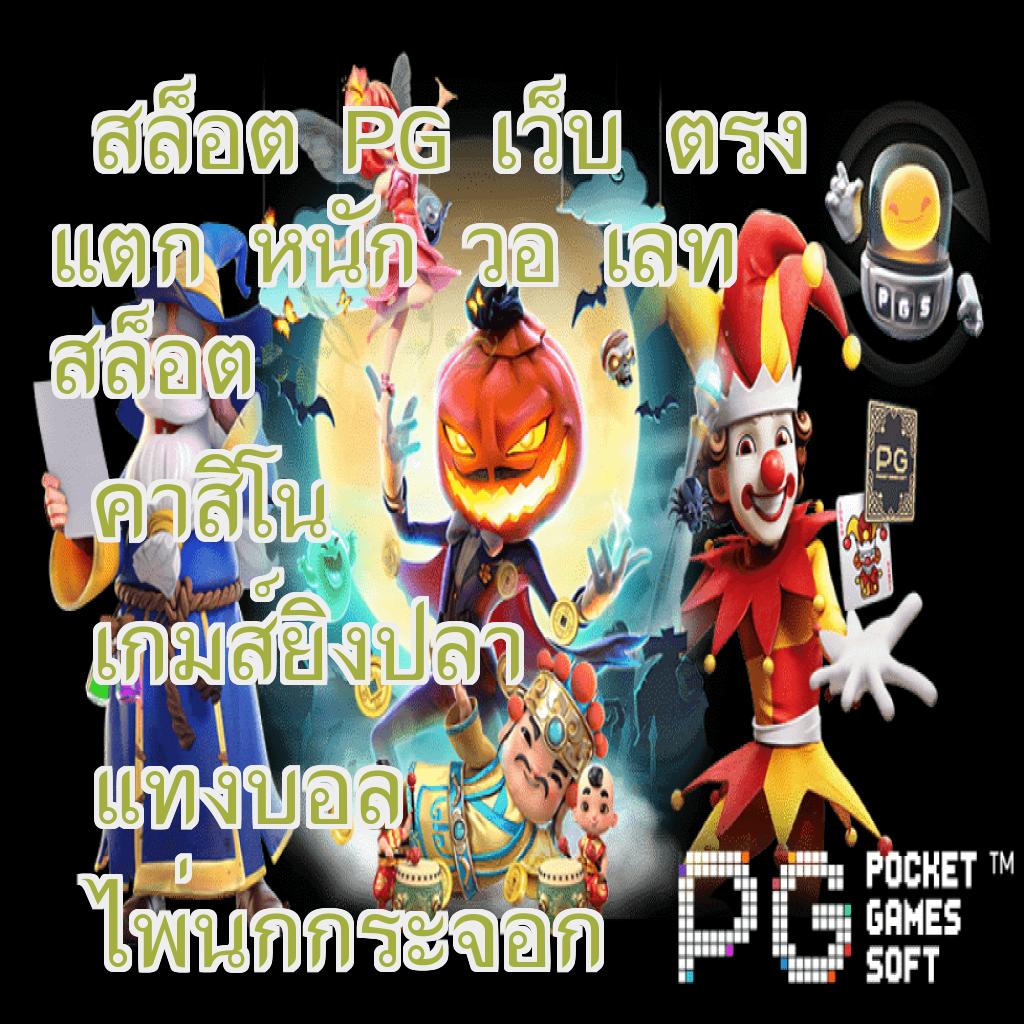 สล็อต PG เว็บ ตรง
แตก หนัก วอ เลท
สล็อต
คาสิโน
เกมส์ยิงปลา
แทงบอล
ไพ่นกกระจอก
PGS
PG
PG POCKET GAMES SOFT ™